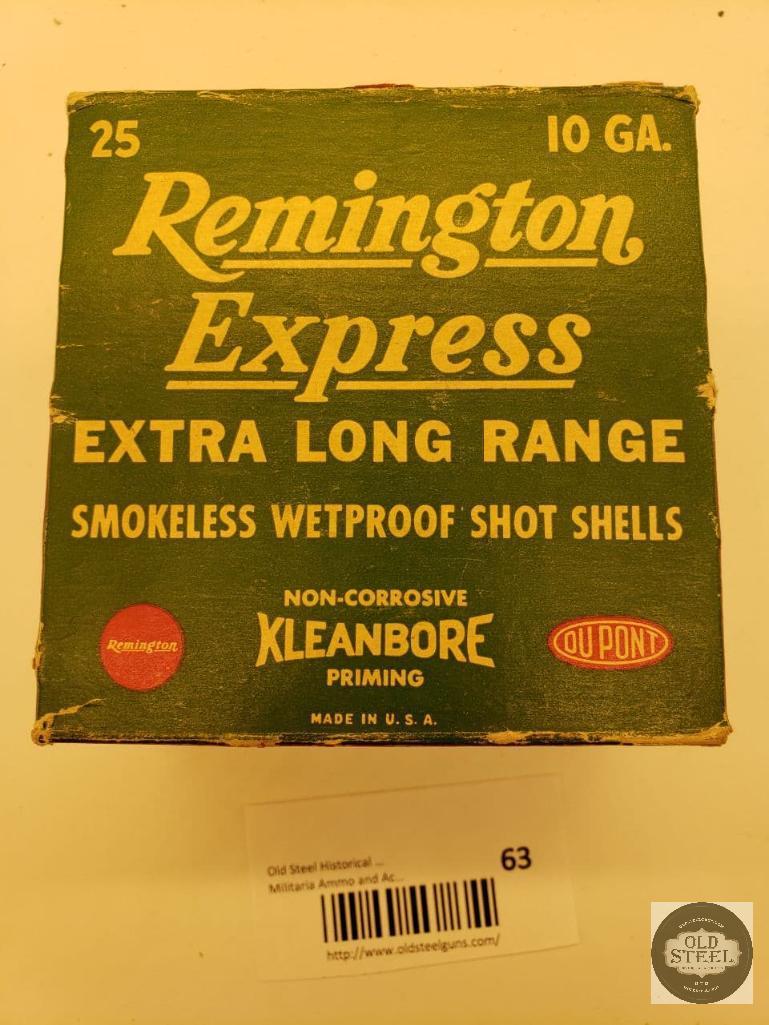 25 10 GA.
Remington
Express
EXTRA LONG RANGE
SMOKELESS WETPROOF SHOT SHELLS
NON-CORROSIVE
Remington KLEANBORE DU PONT
PRIMING
MADE IN U. S. A.
Old Steel Historical ... 63
Militaria Ammo and Ac...
http://www.oldsteelguns.com/
OLD
STEEL